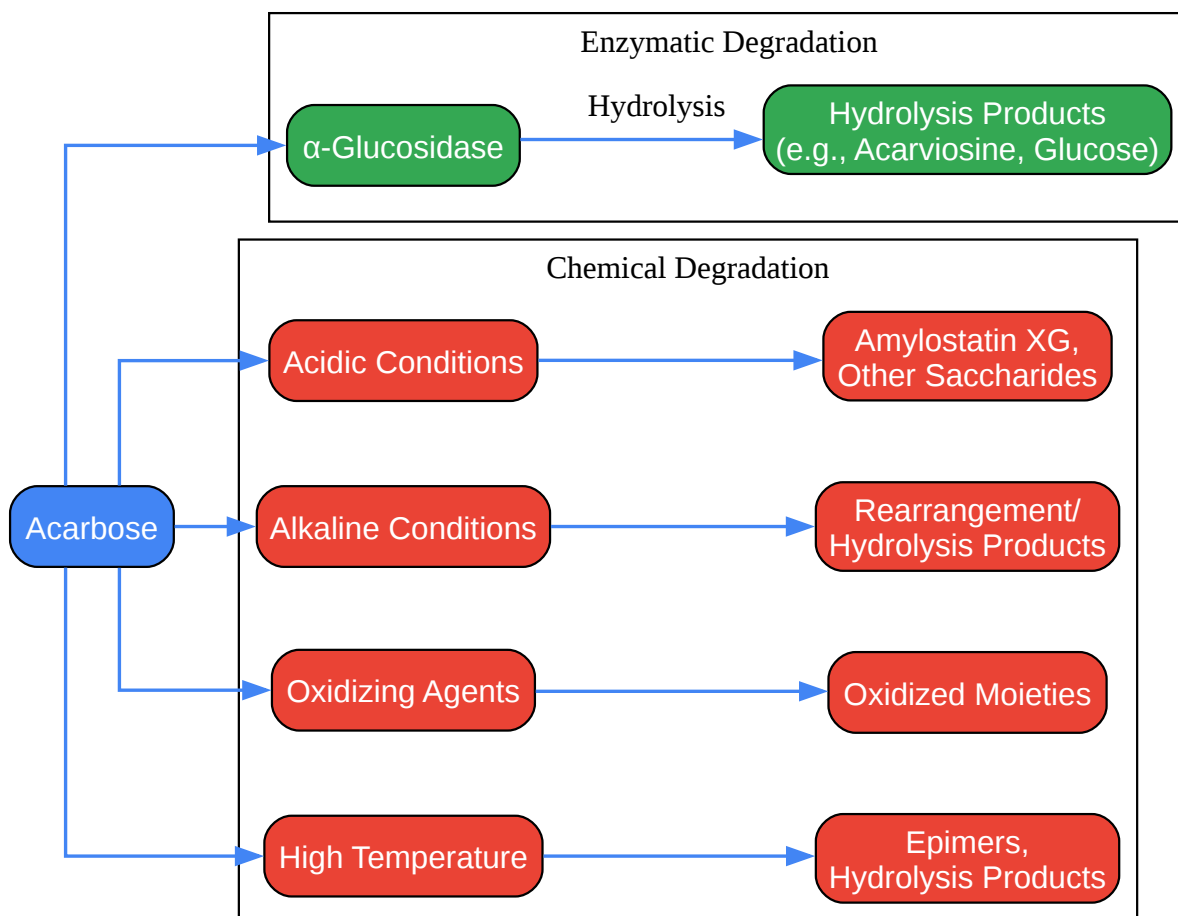 Enzymatic Degradation
Hydrolysis
α-Glucosidase
Hydrolysis Products
(e.g., Acarviosine, Glucose)
Chemical Degradation
Acidic Conditions
Amylostatin XG,
Other Saccharides
Acarbose
Alkaline Conditions
Rearrangement/
Hydrolysis Products
Oxidizing Agents
Oxidized Moieties
High Temperature
Epimers,
Hydrolysis Products